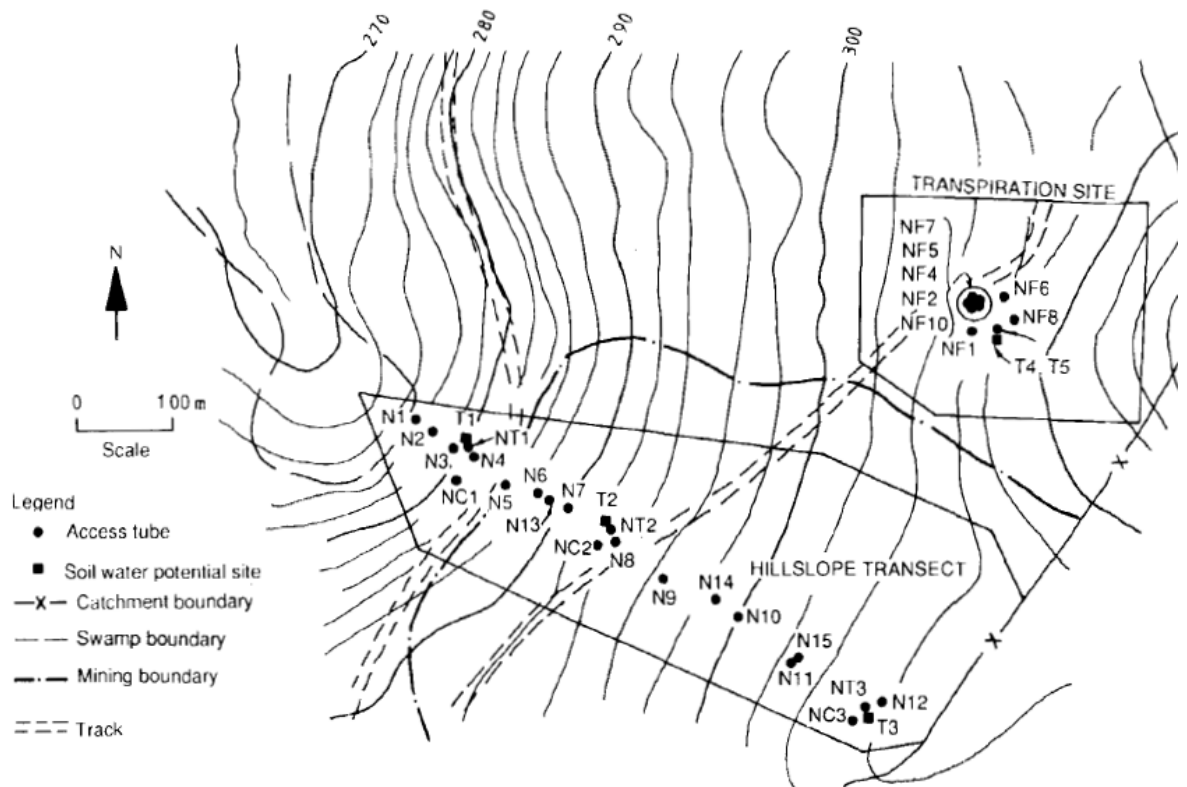 270
280
290
300
TRANSPIRATION SITE
NF7
NF5
NF4
NF2
NF10
NF6
NF8
NF1
T4
T5
N
0
100 m
Scale
N1
N2
T1
NT1
N3
N4
NC1
N5
N6
N7
N13
T2
NT2
NC2
N8
HILLSLOPE TRANSECT
N9
N14
N10
N15
N11
NT3
N12
NC3
T3
Legend
Access tube
Soil water potential site
Catchment boundary
Swamp boundary
Mining boundary
Track